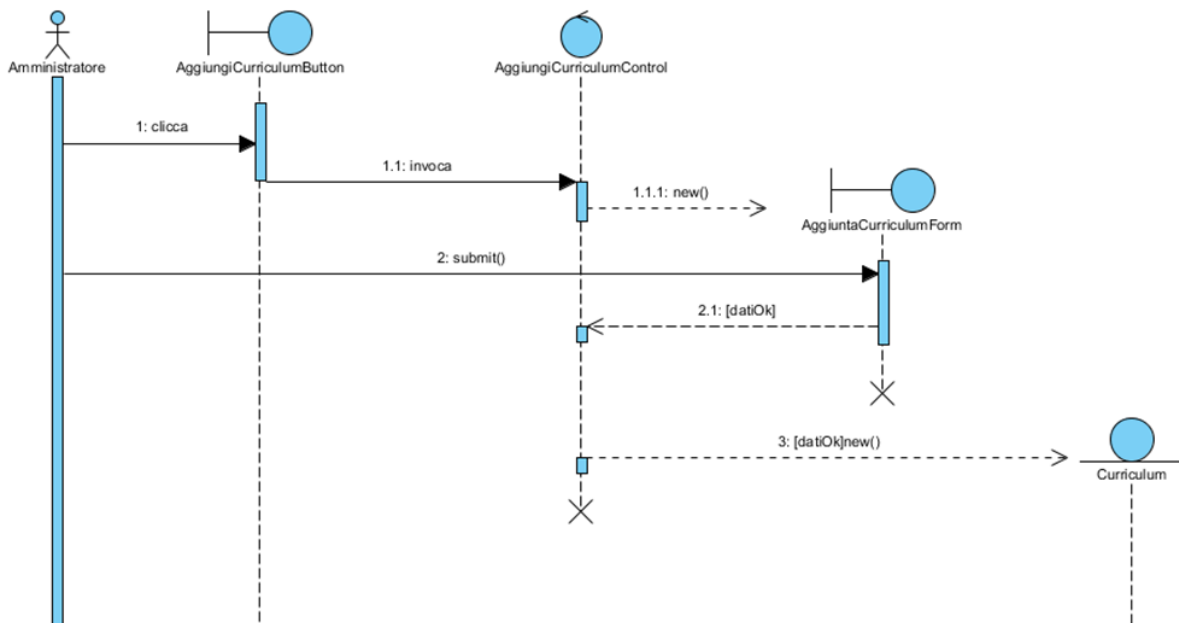 Amministratore
AggiungiCurriculumButton
AggiungiCurriculumControl
1: clicca
1.1: invoca
1.1.1: new()
AggiuntaCurriculumForm
2: submit()
2.1: [datiOk]
3: [datiOk]new()
Curriculum